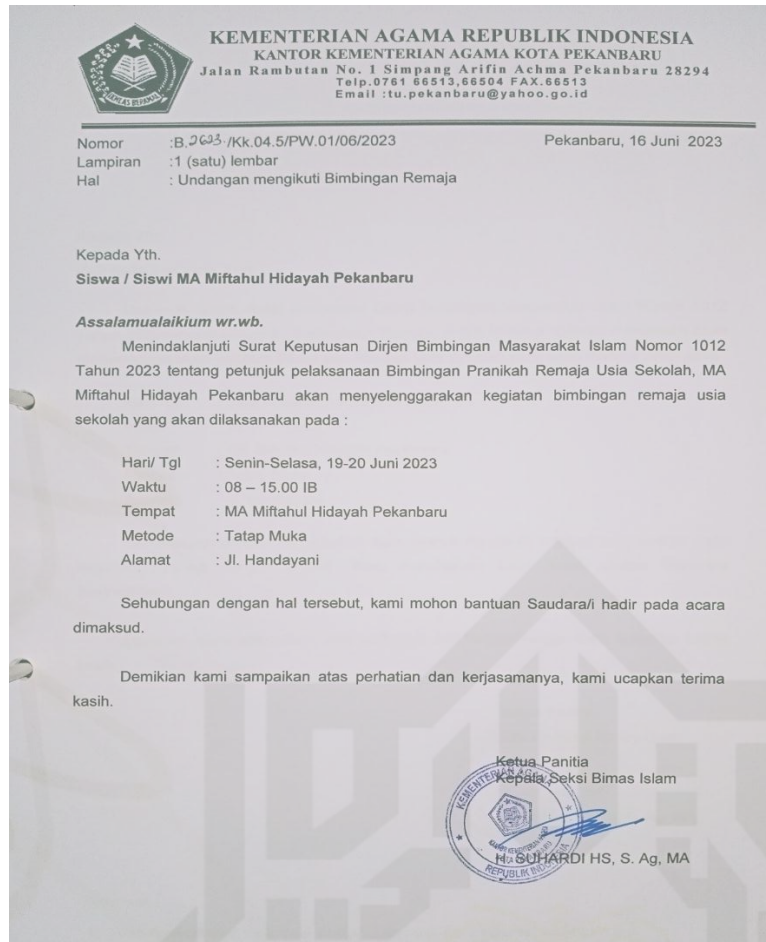 KEMENTERIAN AGAMA REPUBLIK INDONESIA
KANTOR KEMENTERIAN AGAMA KOTA PEKANBARU
Jalan Rambutan No. 1 Simpang Arifin Achma Pekanbaru 28294
Telp.0761 66513,66504 FAX.66513
Email :tu.pekanbaru@yahoo.go.id
IKHLAS BERAMAL
Nomor :B.2623./Kk.04.5/PW.01/06/2023 Pekanbaru, 16 Juni 2023
Lampiran :1 (satu) lembar
Hal : Undangan mengikuti Bimbingan Remaja
Kepada Yth.
Siswa / Siswi MA Miftahul Hidayah Pekanbaru
Assalamualaikium wr.wb.
Menindaklanjuti Surat Keputusan Dirjen Bimbingan Masyarakat Islam Nomor 1012
Tahun 2023 tentang petunjuk pelaksanaan Bimbingan Pranikah Remaja Usia Sekolah, MA
Miftahul Hidayah Pekanbaru akan menyelenggarakan kegiatan bimbingan remaja usia
sekolah yang akan dilaksanakan pada :
Hari/ Tgl : Senin-Selasa, 19-20 Juni 2023
Waktu : 08 – 15.00 IB
Tempat : MA Miftahul Hidayah Pekanbaru
Metode : Tatap Muka
Alamat : Jl. Handayani
Sehubungan dengan hal tersebut, kami mohon bantuan Saudara/i hadir pada acara
dimaksud.
Demikian kami sampaikan atas perhatian dan kerjasamanya, kami ucapkan terima
kasih.
Ketua Panitia
Kepala Seksi Bimas Islam
KEMENTERIAN AGAMA
REPUBLIK INDONESIA
H. SUHARDI HS, S. Ag, MA